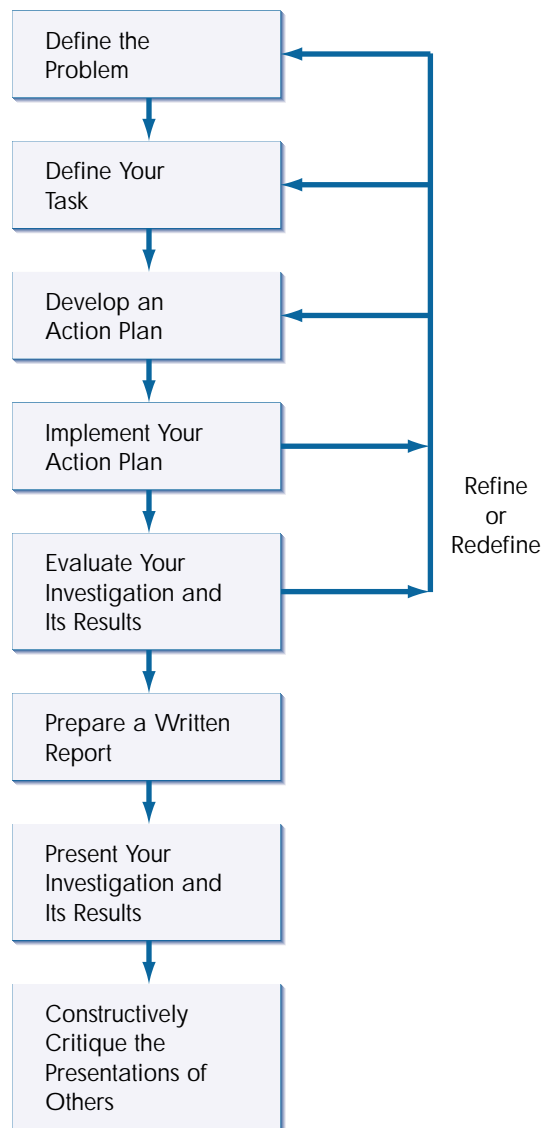 Define the
Problem
Define Your
Task
Develop an
Action Plan
Implement Your
Action Plan
Refine
or
Redefine
Evaluate Your
Investigation and
Its Results
Prepare a Written
Report
Present Your
Investigation and
Its Results
Constructively
Critique the
Presentations of
Others